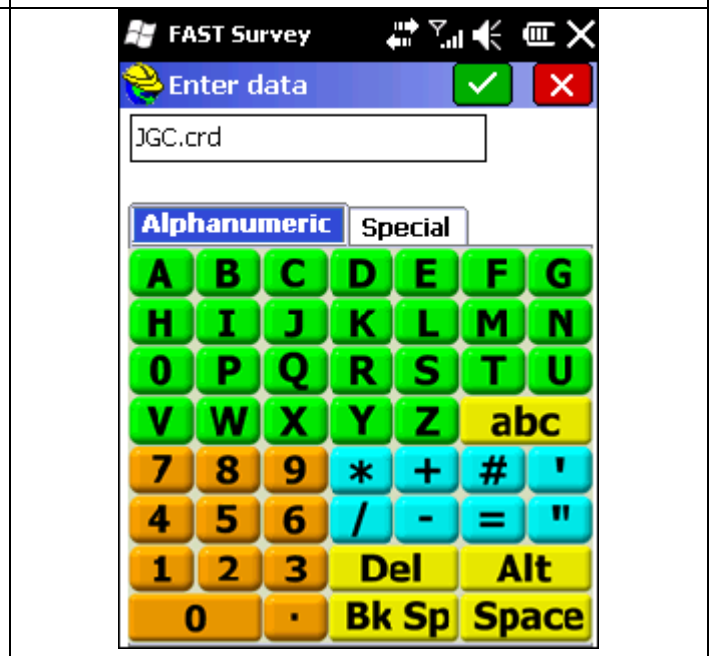 FAST Survey
Enter data
JGC.crd
Alphanumeric Special
A B C D E F G
H I J K L M N
O P Q R S T U
V W X Y Z abc
7 8 9 * + # '
4 5 6 / - = "
1 2 3 Del Alt
0 . Bk Sp Space